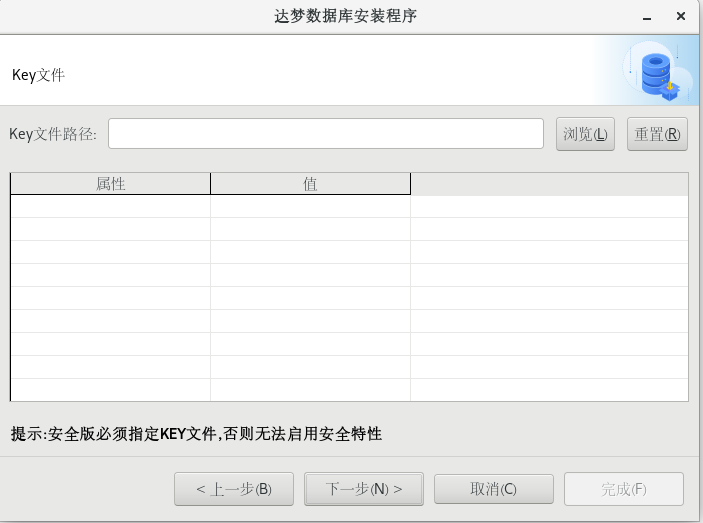 达梦数据库安装程序
Key文件
Key文件路径: 浏览(L) 重置(R)
属性 值
提示:安全版必须指定KEY文件,否则无法启用安全特性
< 上一步(B) 下一步(N) > 取消(C) 完成(F)